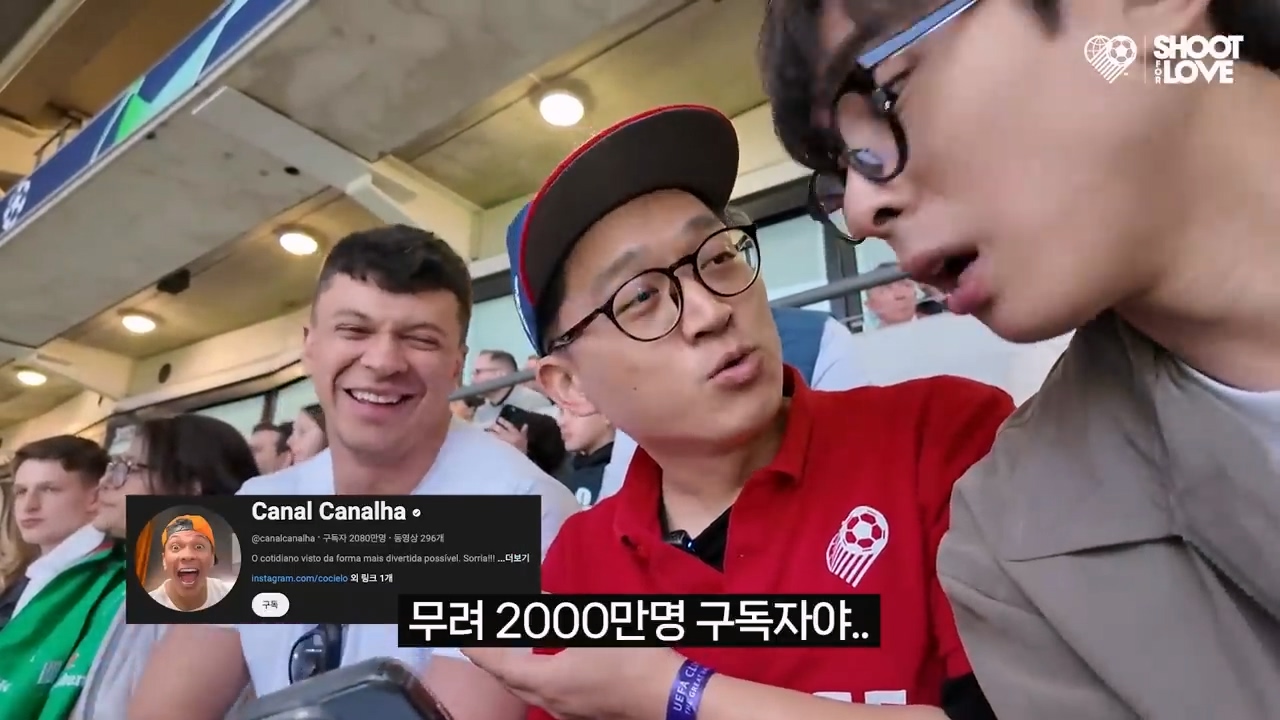 SHOOT
FOR
LOVE
Canal Canalha
@canalcanalha · 구독자 2080만명 · 동영상 296개
O cotidiano visto da forma mais divertida possível. Sorria!!! ...더보기
instagram.com/cocielo 외 링크 1개
구독
무려 2000만명 구독자야..
UEFA CL